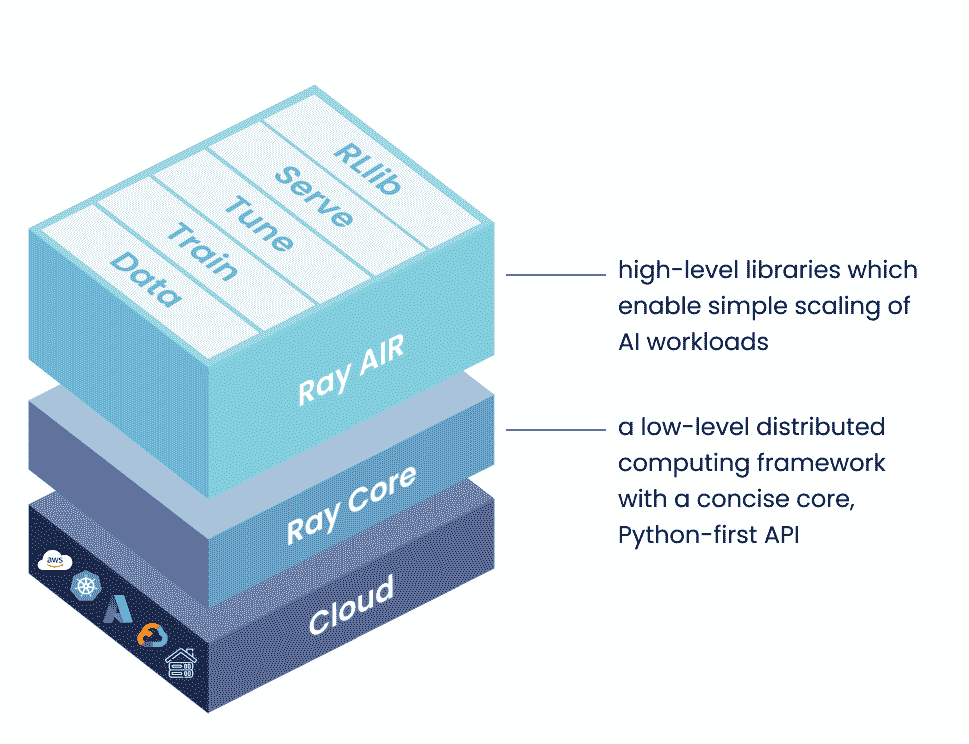 RLlib
Serve
Tune
Train
Data
Ray AIR
high-level libraries which
enable simple scaling of
AI workloads
Ray Core
a low-level distributed
computing framework
with a concise core,
Python-first API
Cloud
aws